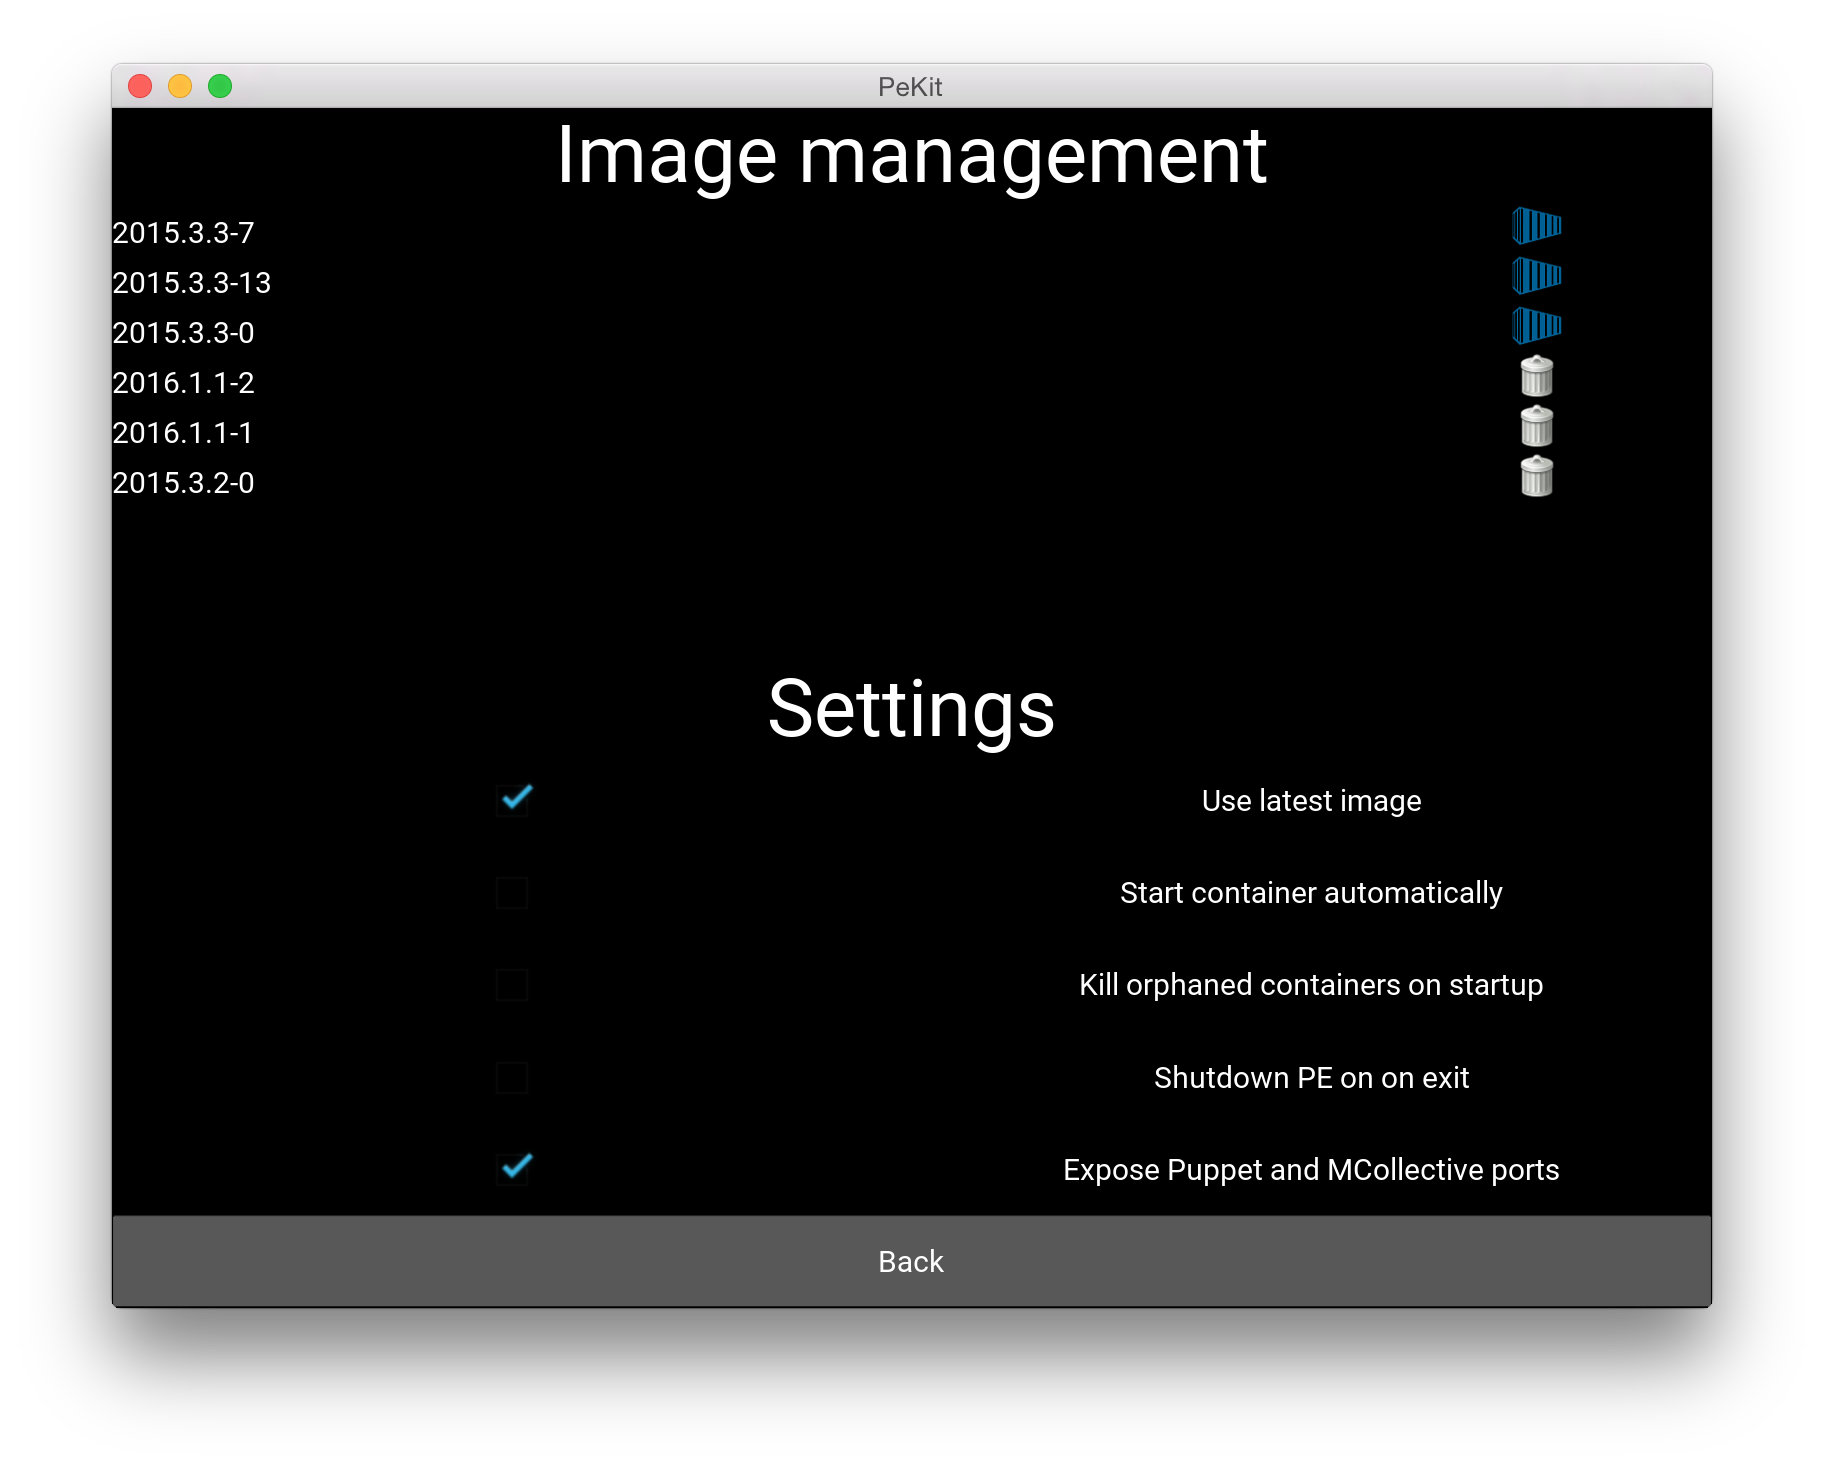 PeKit
Image management
2015.3.3-7
2015.3.3-13
2015.3.3-0
2016.1.1-2
2016.1.1-1
2015.3.2-0
Settings
Use latest image
Start container automatically
Kill orphaned containers on startup
Shutdown PE on on exit
Expose Puppet and MCollective ports
Back